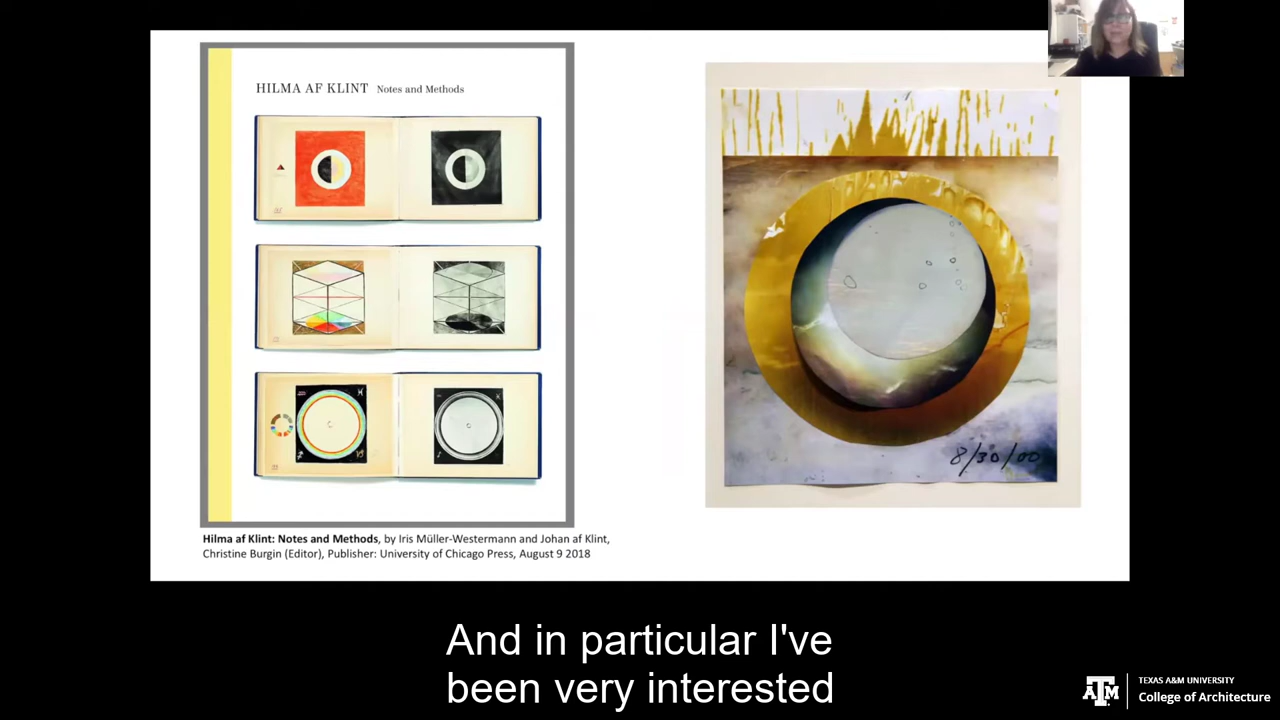 HILMA AF KLINT Notes and Methods
8/30/00
Hilma af Klint: Notes and Methods, by Iris Müller-Westermann and Johan af Klint,
Christine Burgin (Editor), Publisher: University of Chicago Press, August 9 2018
And in particular I've
been very interested
ATM
TEXAS A&M UNIVERSITY
College of Architecture